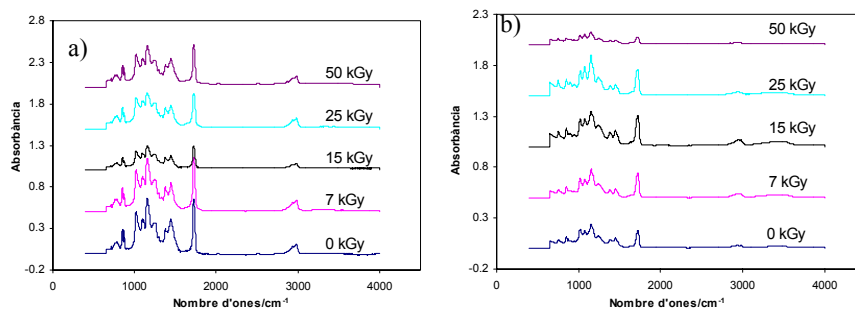 a)
2.8
2.3
1.8
1.3
0.8
0.3
-0.2
Absorbància
50 kGy
25 kGy
15 kGy
7 kGy
0 kGy
0 1000 2000 3000 4000
Nombre d'ones/cm-1
b)
2.3
1.8
1.3
0.8
0.3
-0.2
Absorbància
50 kGy
25 kGy
15 kGy
7 kGy
0 kGy
0 1000 2000 3000 4000
Nombre d'ones/cm-1